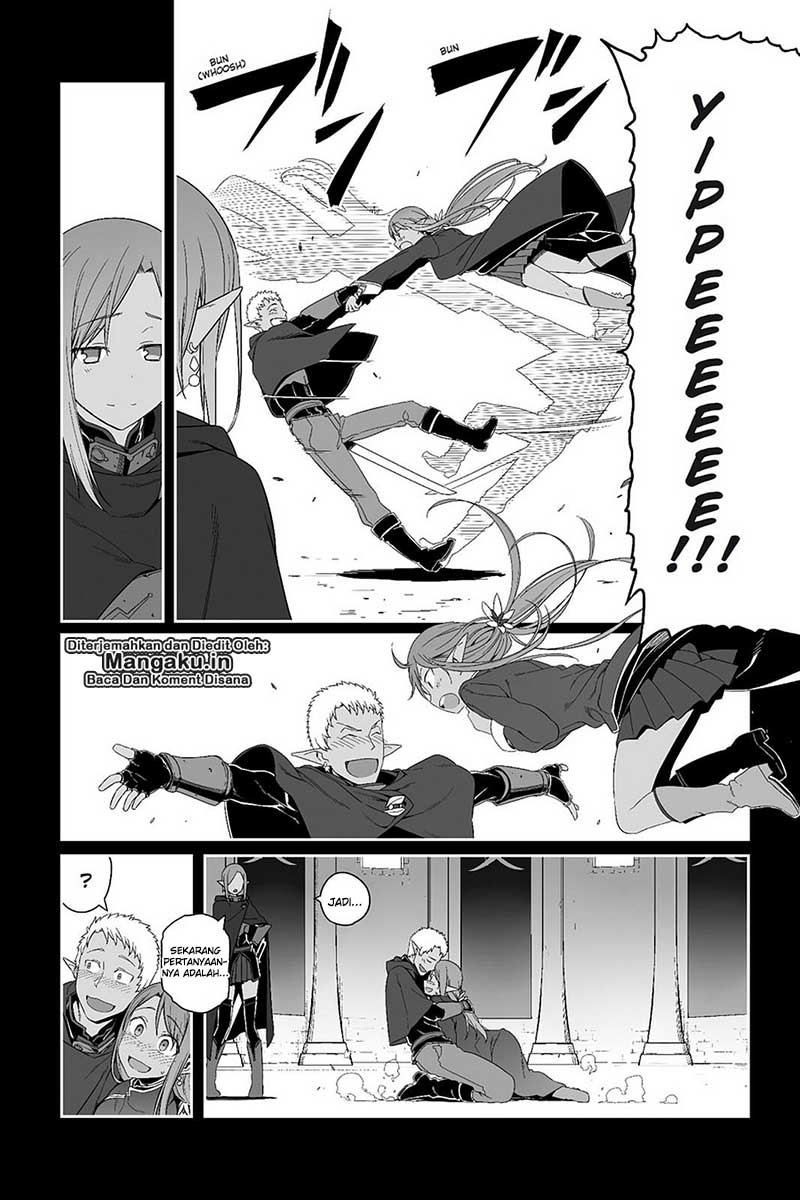 YIPPEEEEEE!!!
ブン
BUN
ブン
BUN
(WHOOSH)
Diterjemahkan dan Diedit Oleh:
Mangaku.in
Baca Dan Koment Disana
JADI...
SEKARANG
PERTANYAAN-
NYA ADALAH...
?